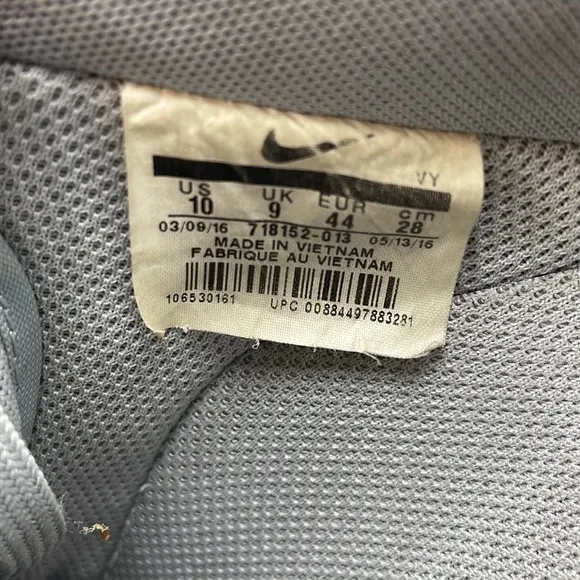 VY
US UK EUR cm
10 9 44 28
03/09/16 718152-013 05/13/16
MADE IN VIETNAM
FABRIQUE AU VIETNAM
106530161 UPC 00884497883281